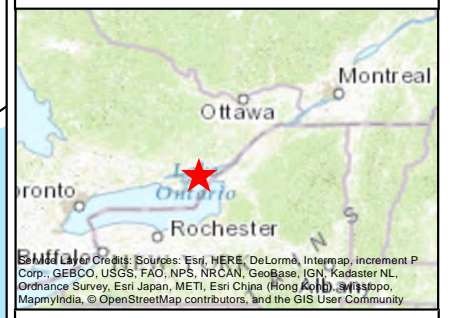 Montreal
Ottawa
Lake
Ontario
oronto
Rochester
Buffalo
N S
Albany
Service Layer Credits: Sources: Esri, HERE, DeLorme, Intermap, increment P
Corp., GEBCO, USGS, FAO, NPS, NRCAN, GeoBase, IGN, Kadaster NL,
Ordnance Survey, Esri Japan, METI, Esri China (Hong Kong), swisstopo,
MapmyIndia, © OpenStreetMap contributors, and the GIS User Community